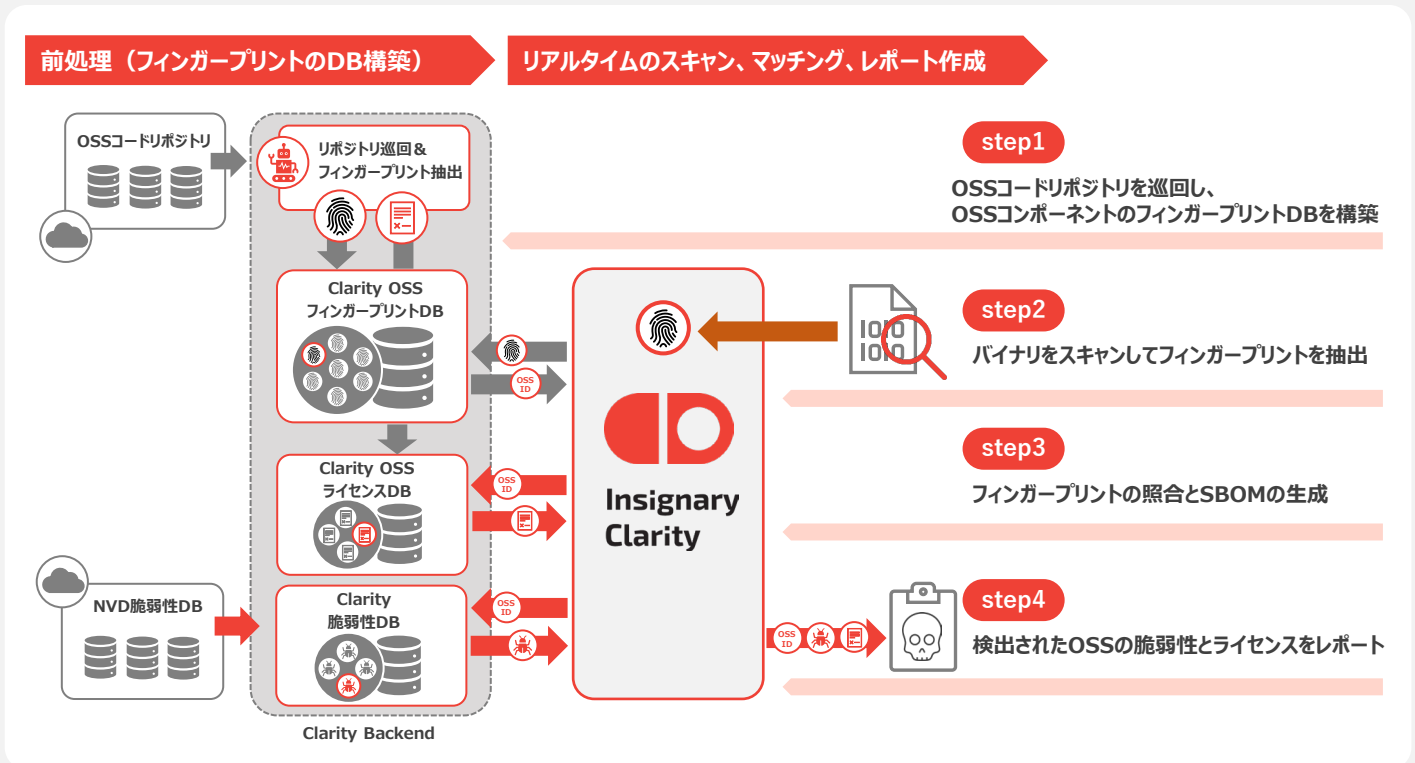 前処理（フィンガープリントのDB構築）
リアルタイムのスキャン、マッチング、レポート作成
OSSコードリポジトリ
リポジトリ巡回＆
フィンガープリント抽出
step1
OSSコードリポジトリを巡回し、
OSSコンポーネントのフィンガープリントDBを構築
Clarity OSS
フィンガープリントDB
OSS
ID
IOIO
IOIO
step2
バイナリをスキャンしてフィンガープリントを抽出
Insignary
Clarity
step3
フィンガープリントの照合とSBOMの生成
Clarity OSS
ライセンスDB
OSS
ID
NVD脆弱性DB
Clarity
脆弱性DB
OSS
ID
OSS
ID
step4
検出されたOSSの脆弱性とライセンスをレポート
Clarity Backend